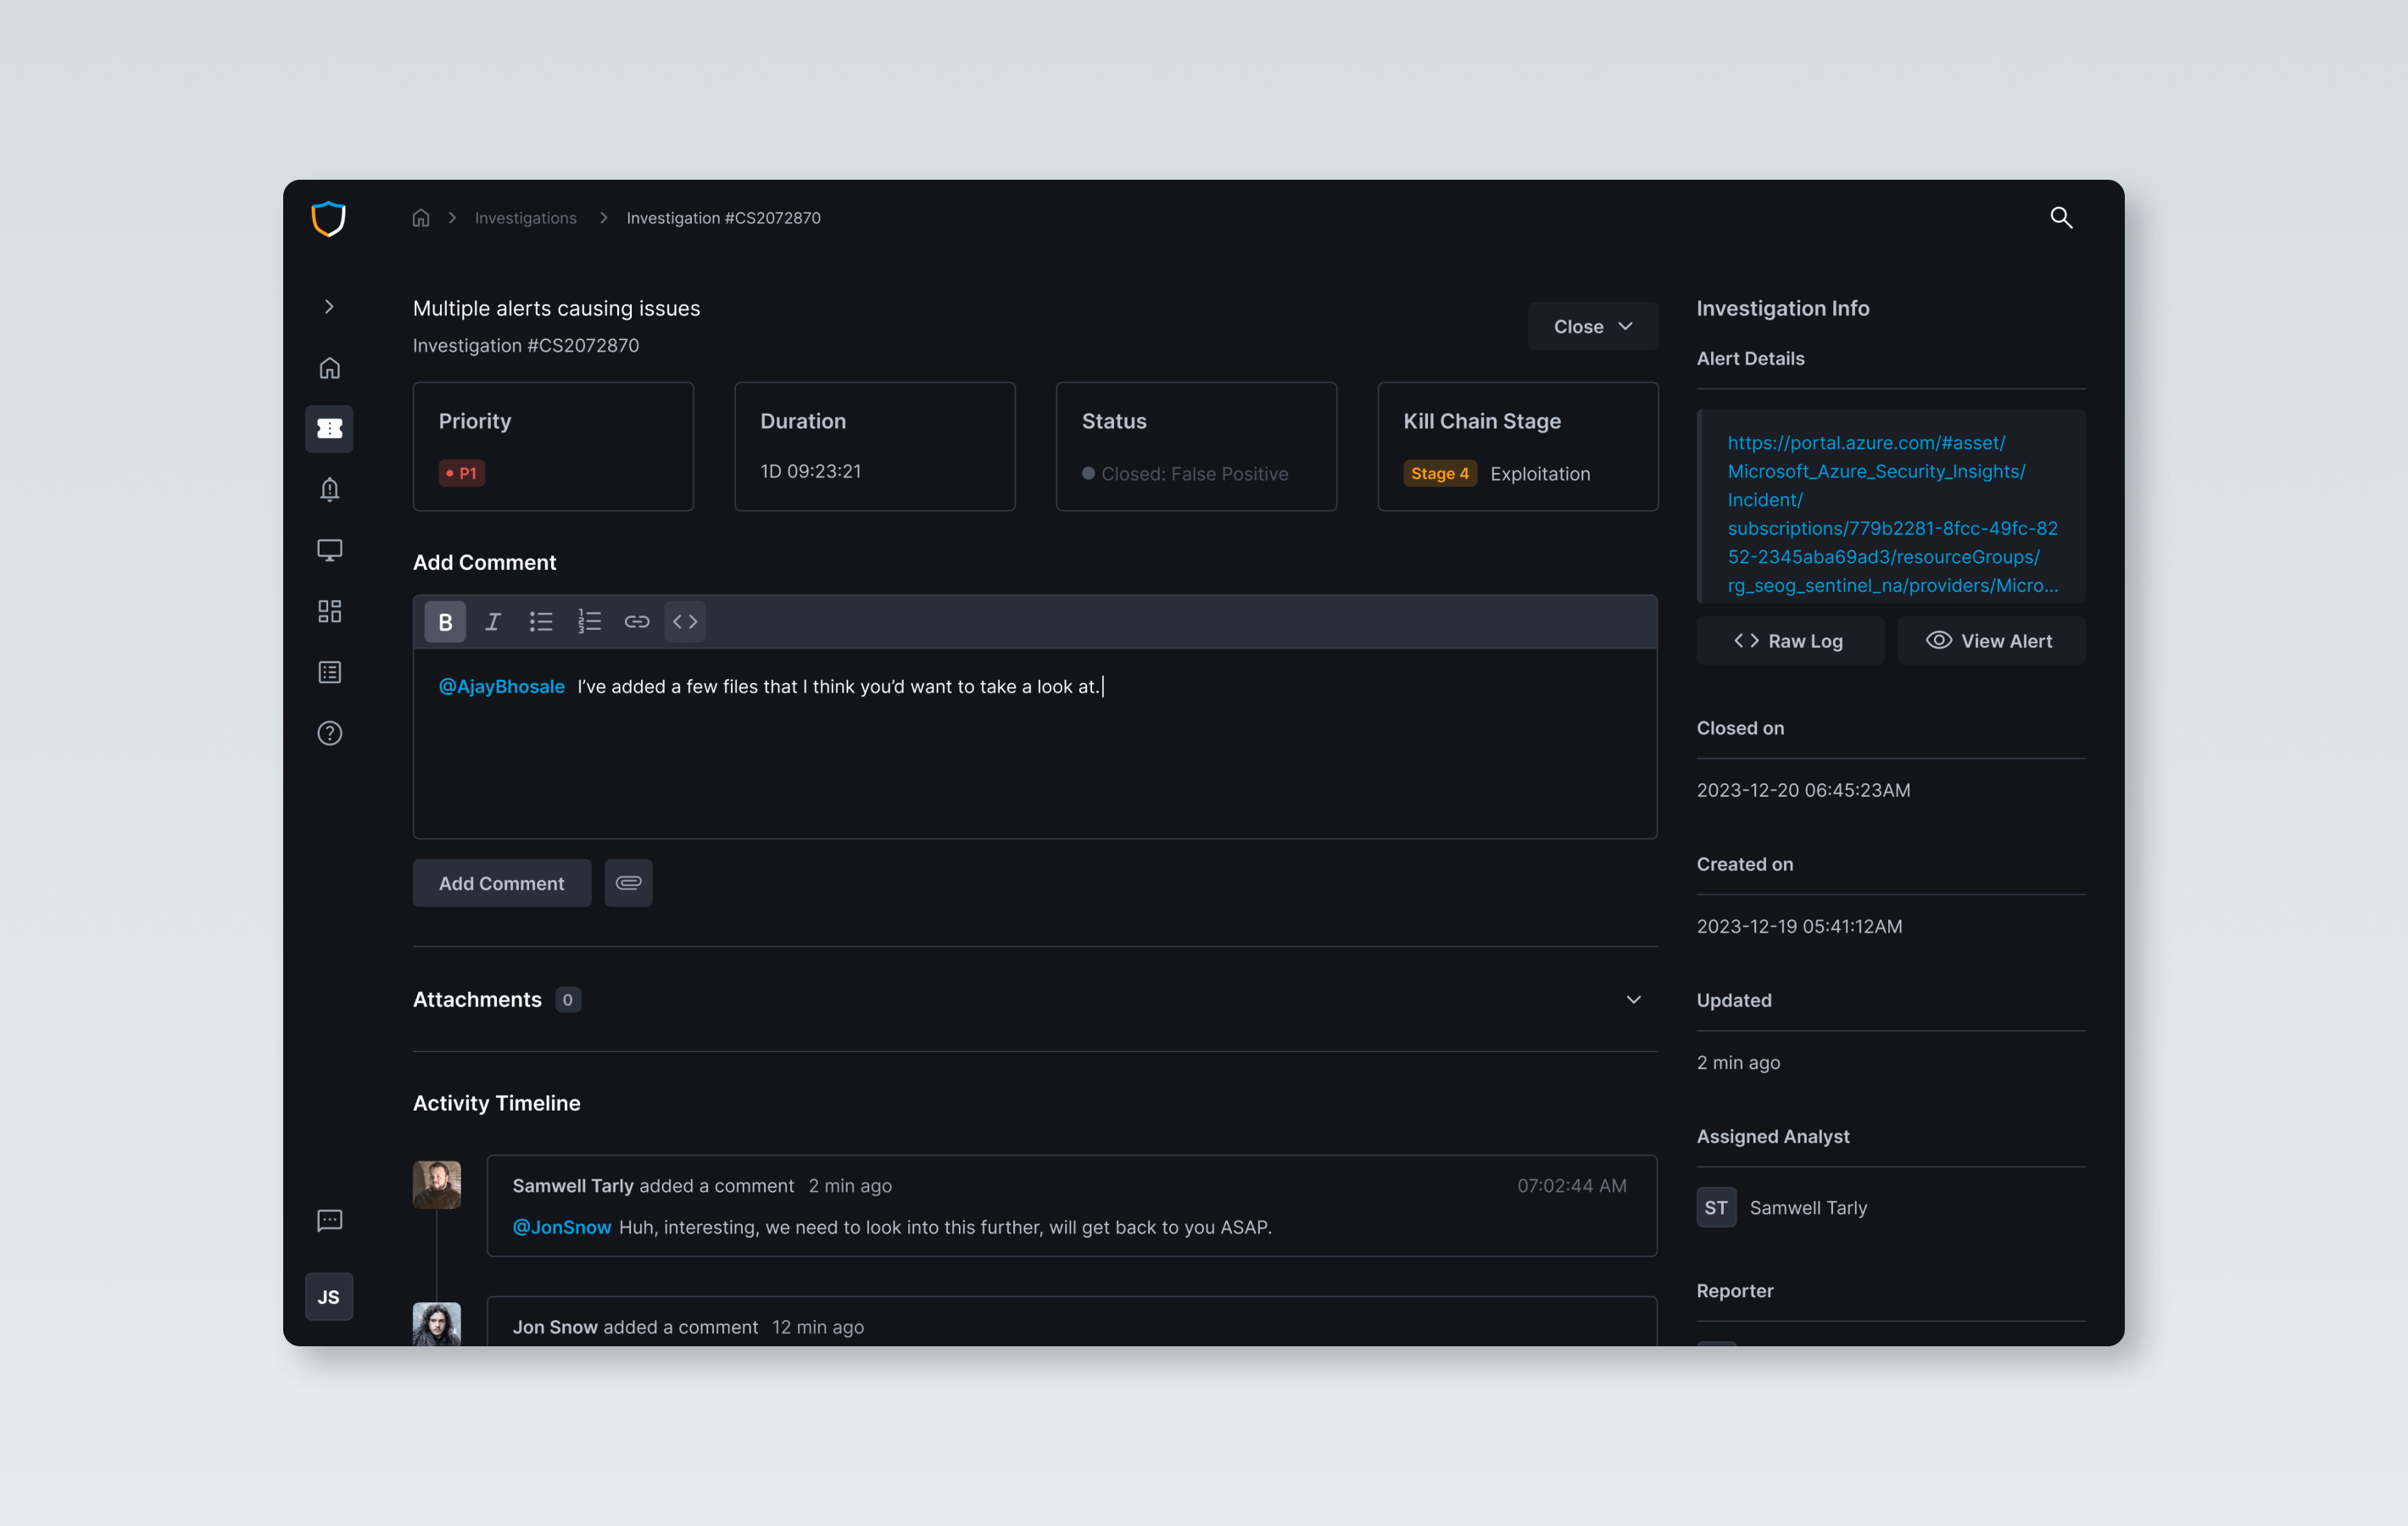 Investigations
Investigation #CS2072870
Multiple alerts causing issues
Investigation #CS2072870
Close
Priority
P1
Duration
1D 09:23:21
Status
Closed: False Positive
Kill Chain Stage
Stage 4 Exploitation
Add Comment
B I
@AjayBhosale I’ve added a few files that I think you’d want to take a look at.
Add Comment
Attachments 0
Activity Timeline
Samwell Tarly added a comment 2 min ago 07:02:44 AM
@JonSnow Huh, interesting, we need to look into this further, will get back to you ASAP.
Jon Snow added a comment 12 min ago
JS
Investigation Info
Alert Details
https://portal.azure.com/#asset/
Microsoft_Azure_Security_Insights/
Incident/
subscriptions/779b2281-8fcc-49fc-82
52-2345aba69ad3/resourceGroups/
rg_seog_sentinel_na/providers/Micro...
Raw Log
View Alert
Closed on
2023-12-20 06:45:23AM
Created on
2023-12-19 05:41:12AM
Updated
2 min ago
Assigned Analyst
ST Samwell Tarly
Reporter